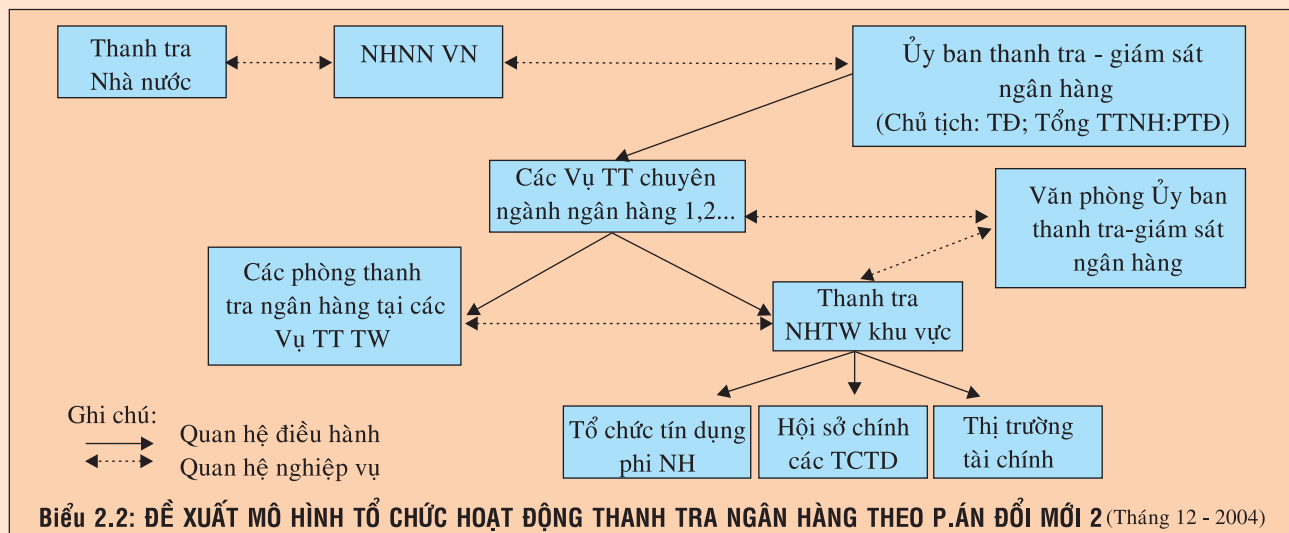 Thanh tra
Nhà nước
NHNN VN
Ủy ban thanh tra - giám sát
ngân hàng
(Chủ tịch: TĐ; Tổng TTNH:PTĐ)
Các Vụ TT chuyên
ngành ngân hàng 1,2...
Văn phòng Ủy ban
thanh tra-giám sát
ngân hàng
Các phòng thanh
tra ngân hàng tại các
Vụ TT TW
Thanh tra
NHTW khu vực
Tổ chức tín dụng
phi NH
Hội sở chính
các TCTD
Thị trường
tài chính
Ghi chú:
Quan hệ điều hành
Quan hệ nghiệp vụ
Biểu 2.2: ĐỀ XUẤT MÔ HÌNH TỔ CHỨC HOẠT ĐỘNG THANH TRA NGÂN HÀNG THEO P.ÁN ĐỔI MỚI 2 (Tháng 12 - 2004)